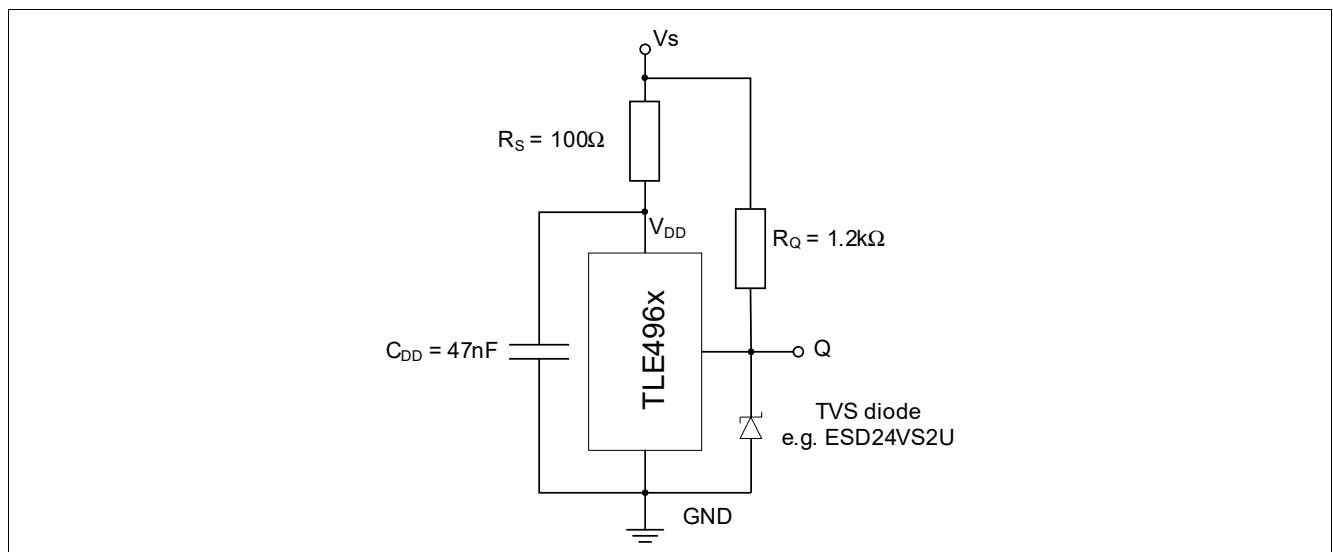 Vs
R_S = 100Ω
V_DD
R_Q = 1.2kΩ
TLE496x
C_DD = 47nF
Q
TVS diode
e.g. ESD24VS2U
GND